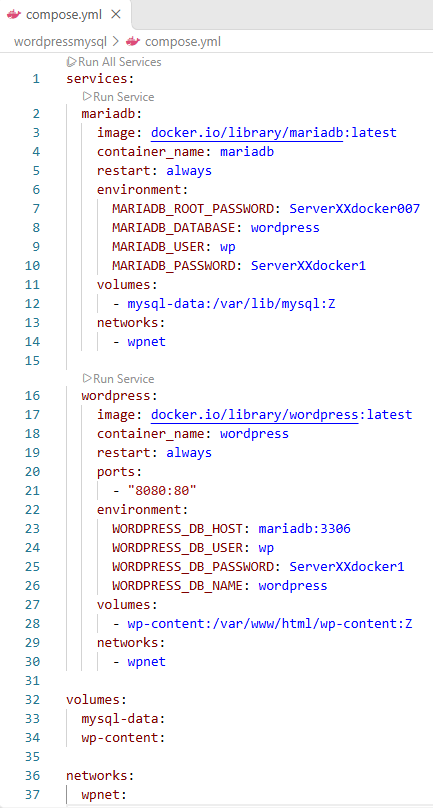 compose.yml
wordpressmysql > compose.yml
Run All Services
1 services:
Run Service
2   mariadb:
3     image: docker.io/library/mariadb:latest
4     container_name: mariadb
5     restart: always
6     environment:
7       MARIADB_ROOT_PASSWORD: ServerXXdocker007
8       MARIADB_DATABASE: wordpress
9       MARIADB_USER: wp
10       MARIADB_PASSWORD: ServerXXdocker1
11     volumes:
12       - mysql-data:/var/lib/mysql:Z
13     networks:
14       - wpnet
15
Run Service
16   wordpress:
17     image: docker.io/library/wordpress:latest
18     container_name: wordpress
19     restart: always
20     ports:
21       - "8080:80"
22     environment:
23       WORDPRESS_DB_HOST: mariadb:3306
24       WORDPRESS_DB_USER: wp
25       WORDPRESS_DB_PASSWORD: ServerXXdocker1
26       WORDPRESS_DB_NAME: wordpress
27     volumes:
28       - wp-content:/var/www/html/wp-content:Z
29     networks:
30       - wpnet
31
32 volumes:
33   mysql-data:
34   wp-content:
35
36 networks:
37   wpnet: